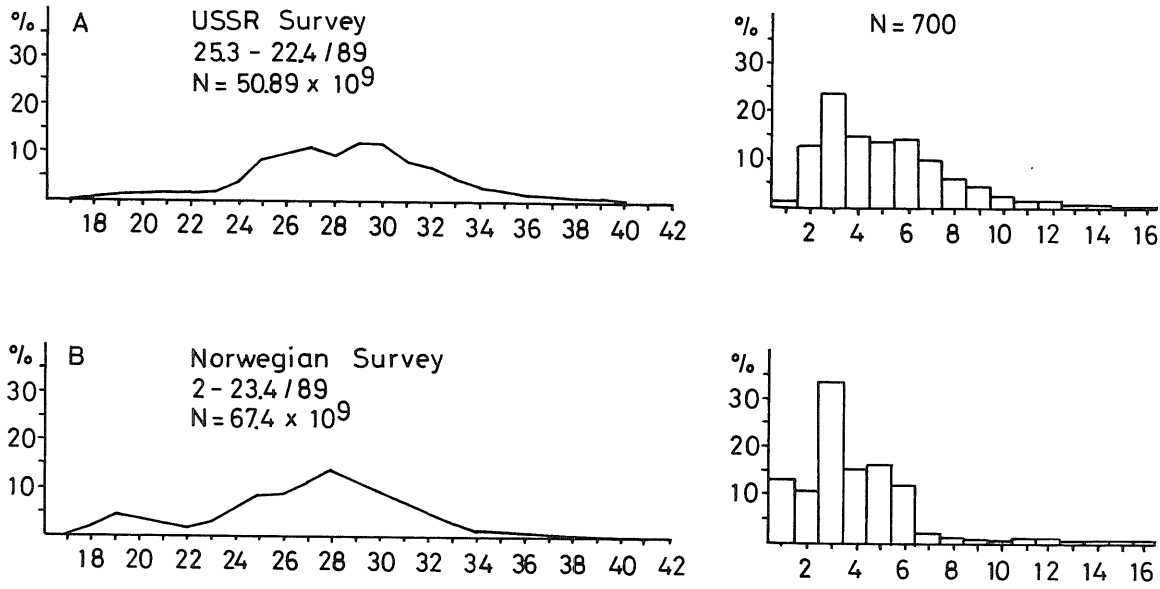 % A USSR Survey
25.3 - 22.4 / 89
N = 50.89 x 10⁹
30
20
10
18 20 22 24 26 28 30 32 34 36 38 40 42
% N = 700
30
20
10
2 4 6 8 10 12 14 16
% B Norwegian Survey
2 - 23.4 / 89
N = 67.4 x 10⁹
30
20
10
18 20 22 24 26 28 30 32 34 36 38 40 42
%
30
20
10
2 4 6 8 10 12 14 16